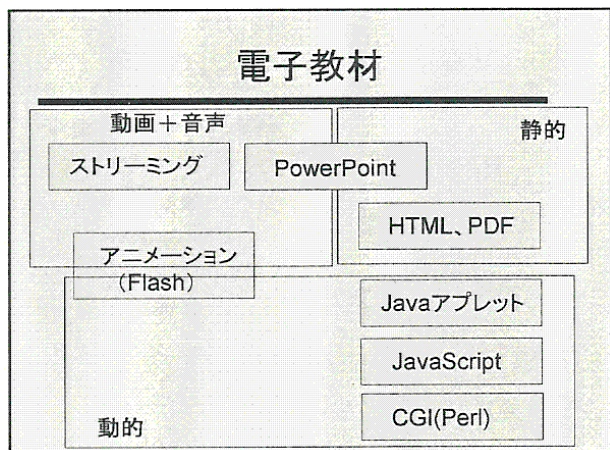 電子教材
動画+音声
静的
ストリーミング
PowerPoint
HTML、PDF
アニメーション
(Flash)
Javaアプレット
JavaScript
CGI(Perl)
動的